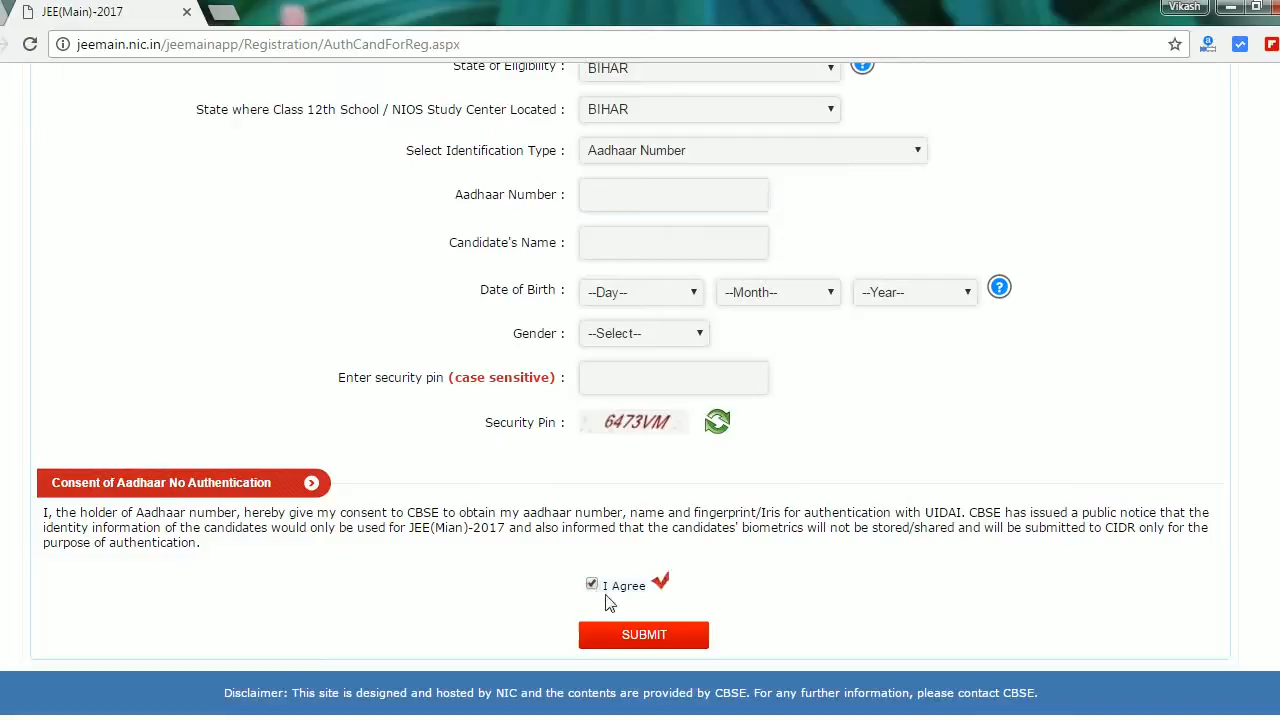 JEE(Main)-2017
Vikash
jeemain.nic.in/jeemainapp/Registration/AuthCandForReg.aspx
State of Eligibility : BIHAR
State where Class 12th School / NIOS Study Center Located : BIHAR
Select Identification Type : Aadhaar Number
Aadhaar Number :
Candidate's Name :
Date of Birth : --Day-- --Month-- --Year--
Gender : --Select--
Enter security pin (case sensitive) :
Security Pin : 6473VM
Consent of Aadhaar No Authentication
I, the holder of Aadhaar number, hereby give my consent to CBSE to obtain my aadhaar number, name and fingerprint/Iris for authentication with UIDAI. CBSE has issued a public notice that the
identity information of the candidates would only be used for JEE(Mian)-2017 and also informed that the candidates' biometrics will not be stored/shared and will be submitted to CIDR only for the
purpose of authentication.
I Agree
SUBMIT
Disclaimer: This site is designed and hosted by NIC and the contents are provided by CBSE. For any further information, please contact CBSE.